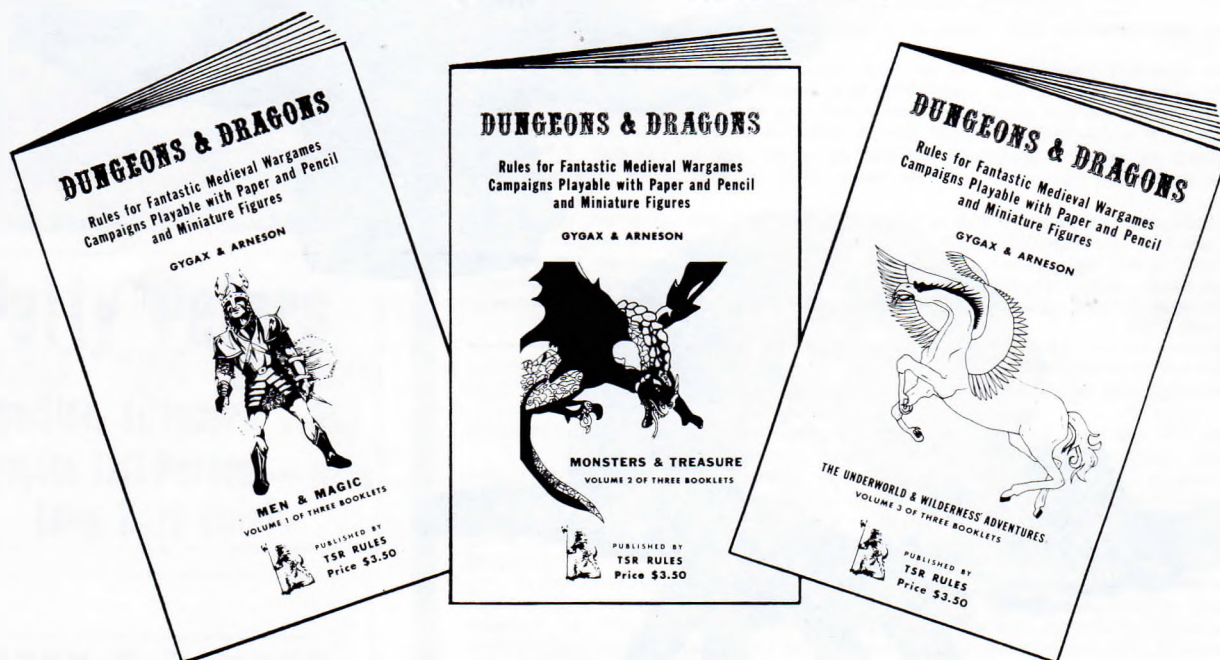 DUNGEONS & DRAGONS
Rules for Fantastic Medieval Wargames
Campaigns Playable with Paper and Pencil
and Miniature Figures
GYGAX & ARNESON
MEN & MAGIC
VOLUME 1 OF THREE BOOKLETS
PUBLISHED BY
TSR RULES
Price $3.50
DUNGEONS & DRAGONS
Rules for Fantastic Medieval Wargames
Campaigns Playable with Paper and Pencil
and Miniature Figures
GYGAX & ARNESON
MONSTERS & TREASURE
VOLUME 2 OF THREE BOOKLETS
PUBLISHED BY
TSR RULES
Price $3.50
DUNGEONS & DRAGONS
Rules for Fantastic Medieval Wargames
Campaigns Playable with Paper and Pencil
and Miniature Figures
GYGAX & ARNESON
THE UNDERWORLD & WILDERNESS ADVENTURES
VOLUME 3 OF THREE BOOKLETS
PUBLISHED BY
TSR RULES
Price $3.50